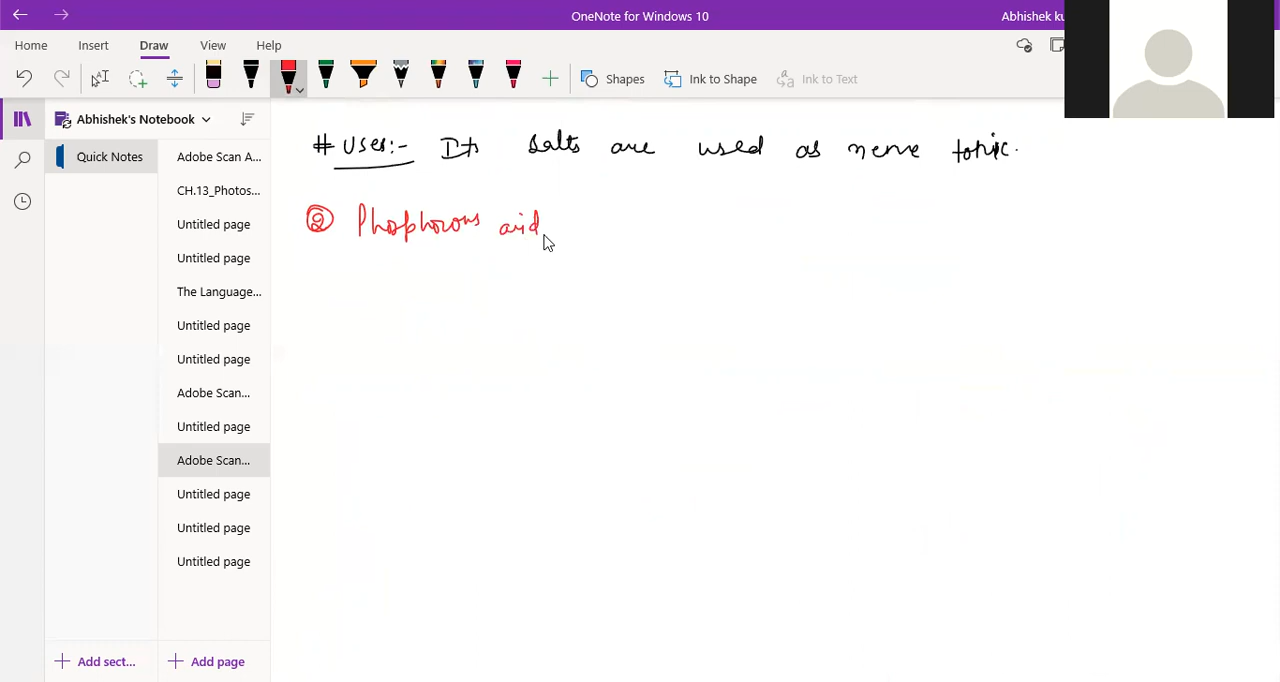 OneNote for Windows 10
Abhishek ku
Home Insert Draw View Help
Shapes Ink to Shape Ink to Text
Abhishek's Notebook
Quick Notes
Adobe Scan A...
CH.13_Photos...
Untitled page
Untitled page
The Language...
Untitled page
Untitled page
Adobe Scan...
Untitled page
Adobe Scan...
Untitled page
Untitled page
Untitled page
Add sect... Add page
# Uses:- Its salts are used as nerve tonic.
② Phosphorous acid